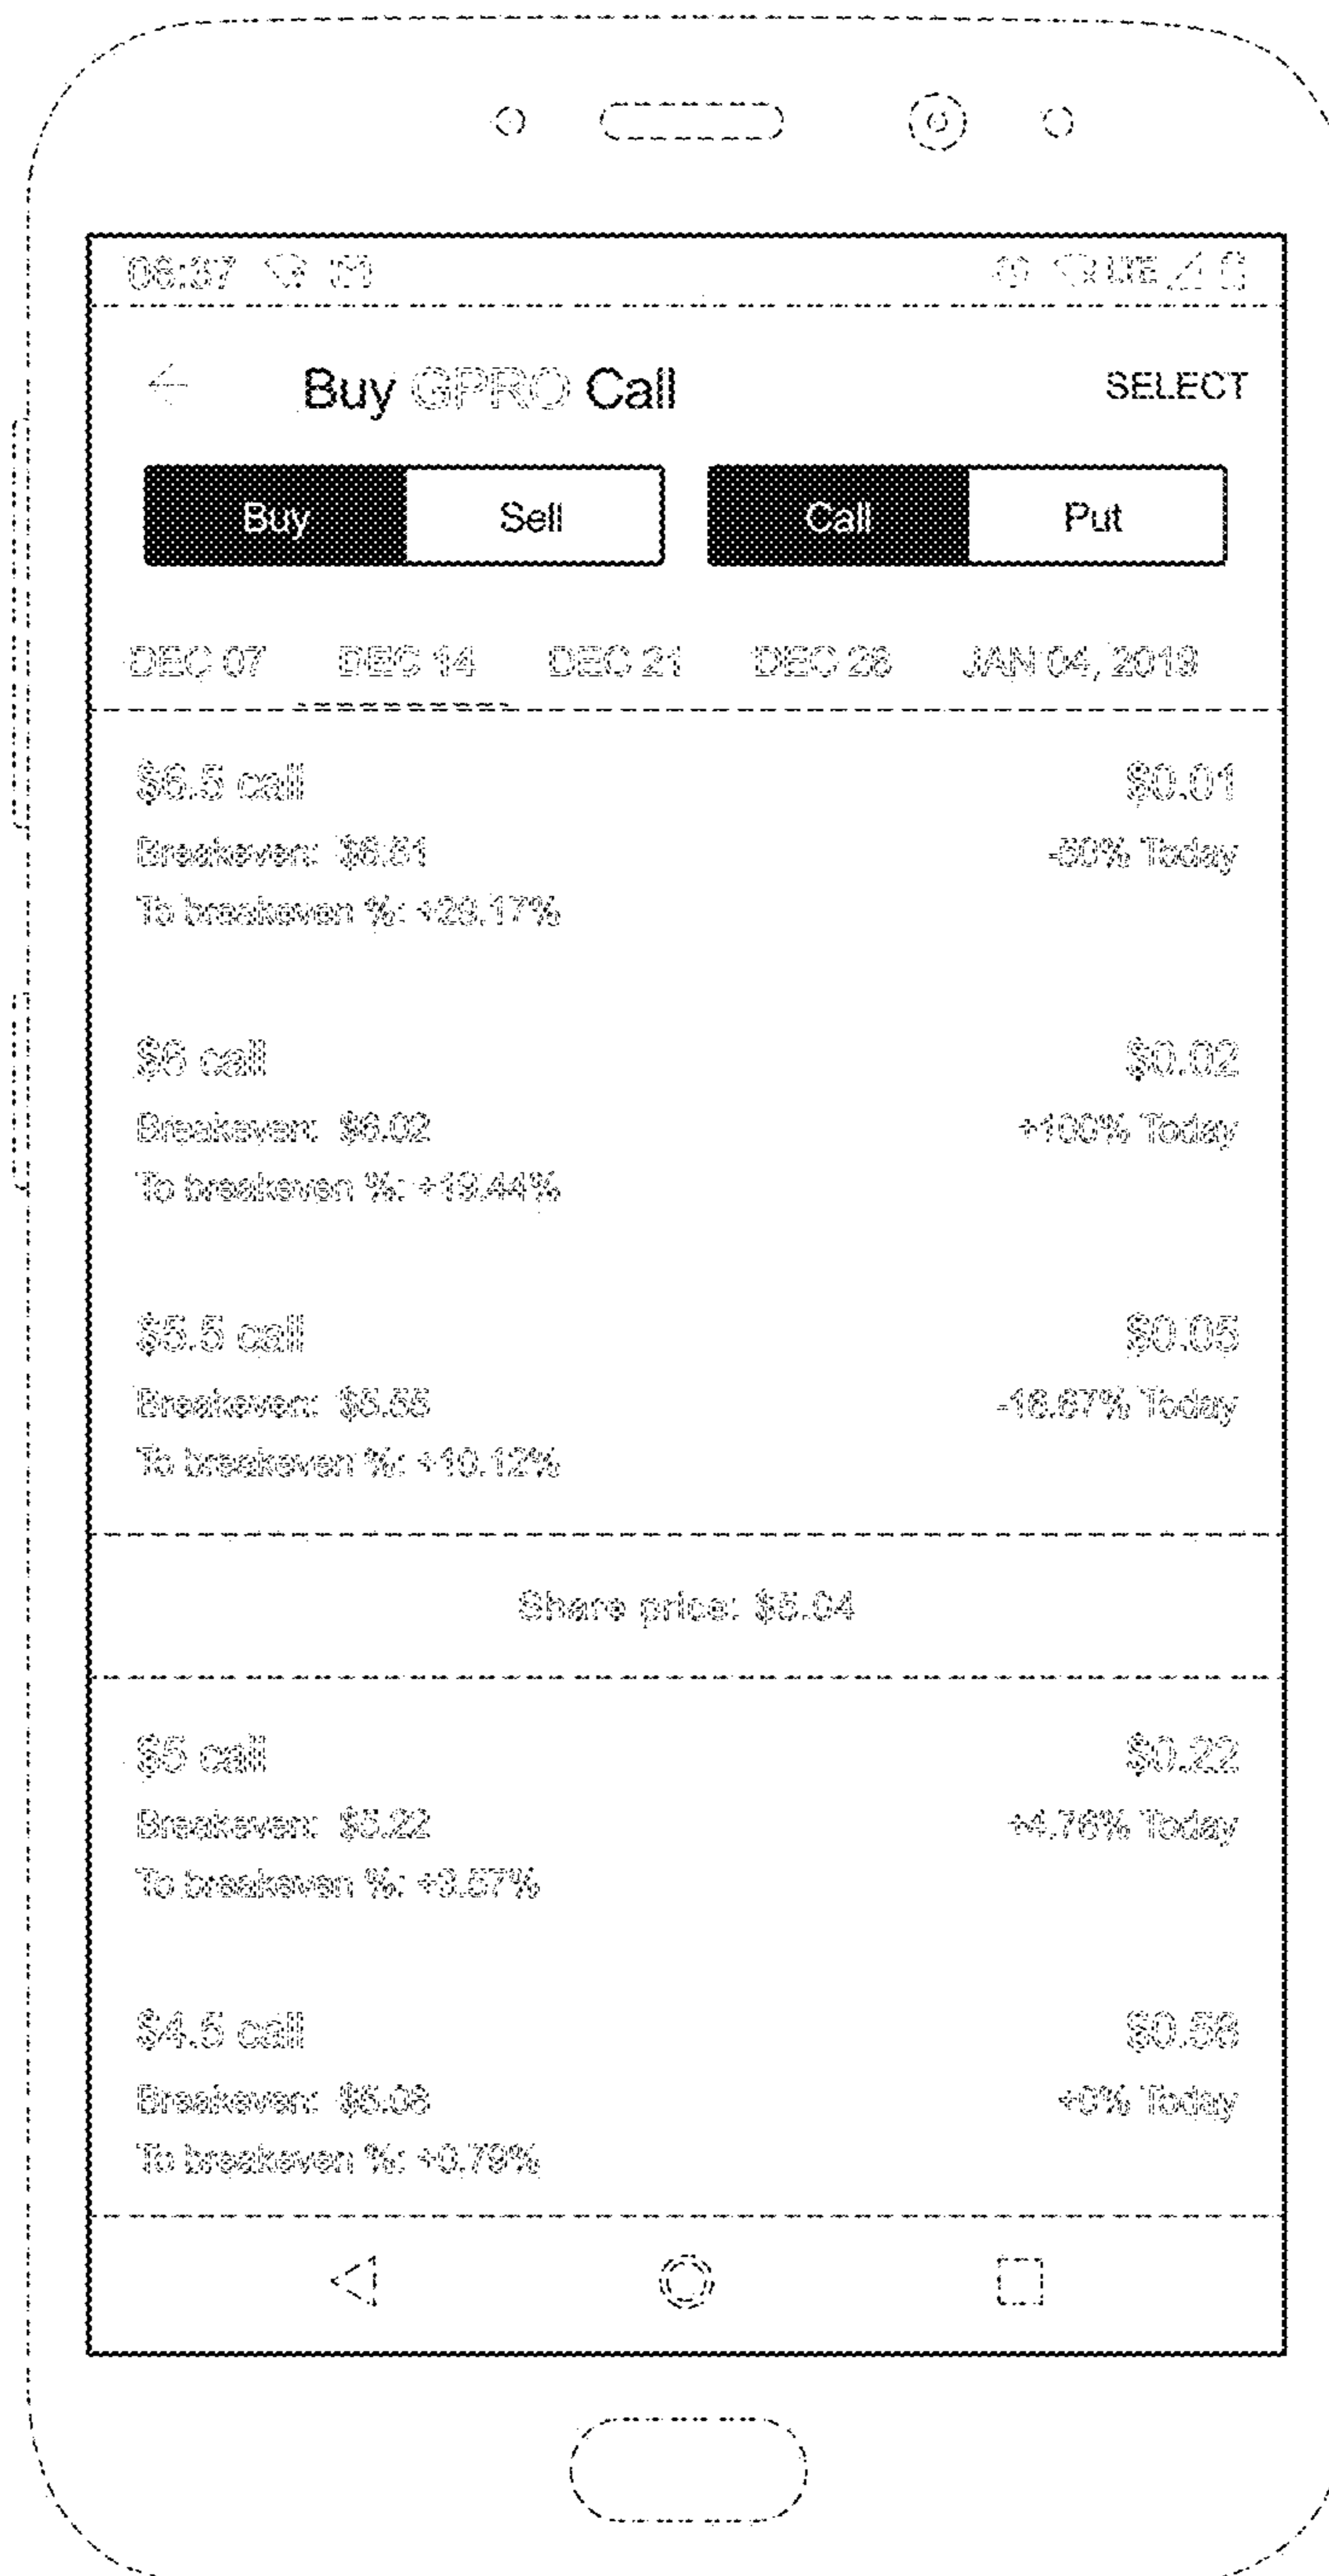 06:37 LTE
Buy GPRO Call SELECT
Buy Sell Call Put
DEC 07 DEC 14 DEC 21 DEC 28 JAN 04, 2019
$6.5 call $0.01
Breakeven: $6.51 -50% Today
To breakeven %: +29.17%
$6 call $0.02
Breakeven: $6.02 +100% Today
To breakeven %: +19.44%
$5.5 call $0.05
Breakeven: $5.55 -16.67% Today
To breakeven %: +10.12%
Share price: $5.04
$5 call $0.22
Breakeven: $5.22 +4.76% Today
To breakeven %: +3.57%
$4.5 call $0.58
Breakeven: $5.08 +0% Today
To breakeven %: +0.79%